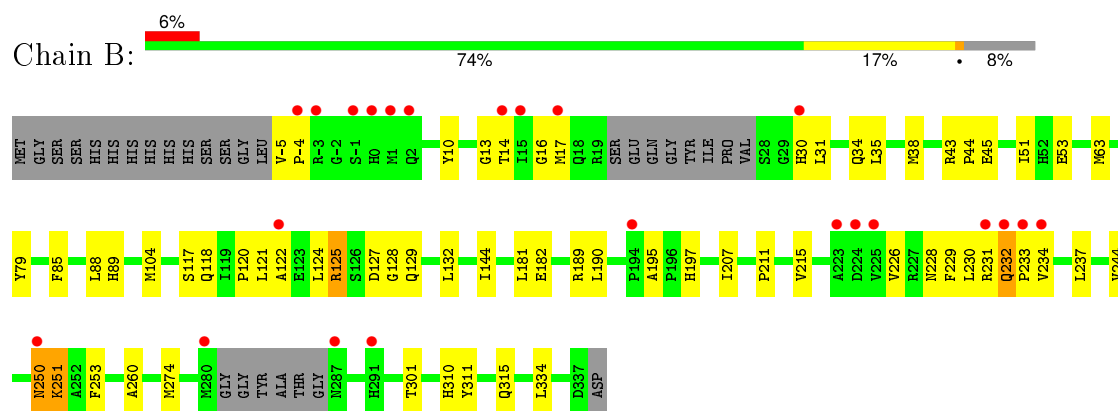 6%
Chain B:
74% 17% • 8%
MET GLY SER SER HIS HIS HIS HIS HIS HIS SER SER GLY LEU V-5 P-4 R-3 G-2 S-1 H0 M1 Q2 Y10 G13 T14 I15 G16 M17 Q18 R19 SER GLU GLN GLY TYR ILE PRO VAL S28 G29 H30 L31 Q34 L35 M38 R43 P44 E45 I51 H52 E53 M63
Y79 F85 L88 H89 M104 S117 Q118 I119 P120 L121 A122 E123 L124 R125 S126 D127 G128 Q129 L132 I144 L181 E182 R189 L190 P194 A195 P196 H197 I207 P211 V215 A223 D224 V225 V226 R227 N228 F229 L230 R231 Q232 P233 V234 L237 V244
N250 K251 A252 F253 A260 M274 M280 GLY GLY TYR ALA THR GLY N287 H291 T301 H310 Y311 Q315 L334 D337 ASP